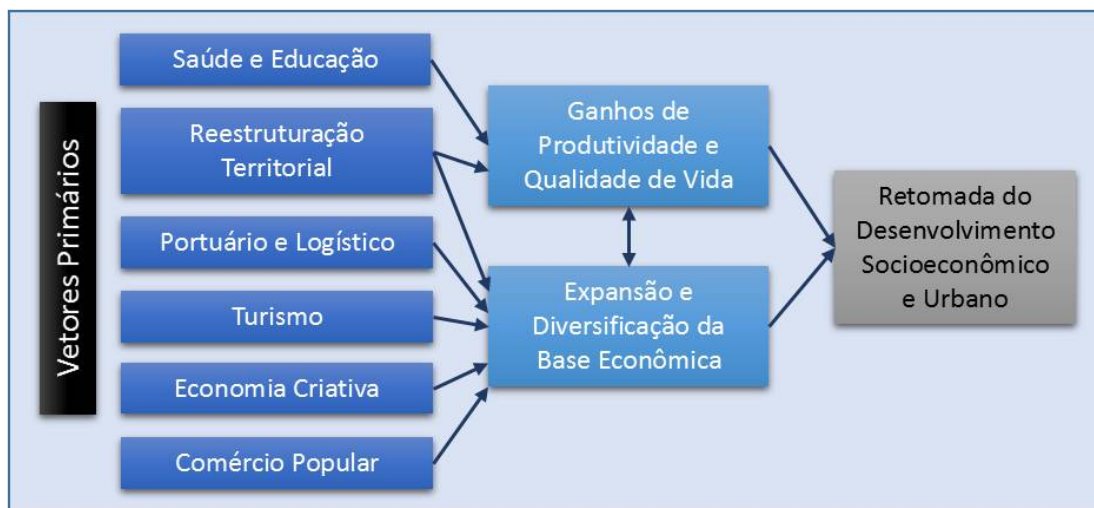 Vetores Primários
Saúde e Educação
Reestruturação
Territorial
Portuário e Logístico
Turismo
Economia Criativa
Comércio Popular
Ganhos de
Produtividade e
Qualidade de Vida
Expansão e
Diversificação da
Base Econômica
Retomada do
Desenvolvimento
Socioeconômico
e Urbano